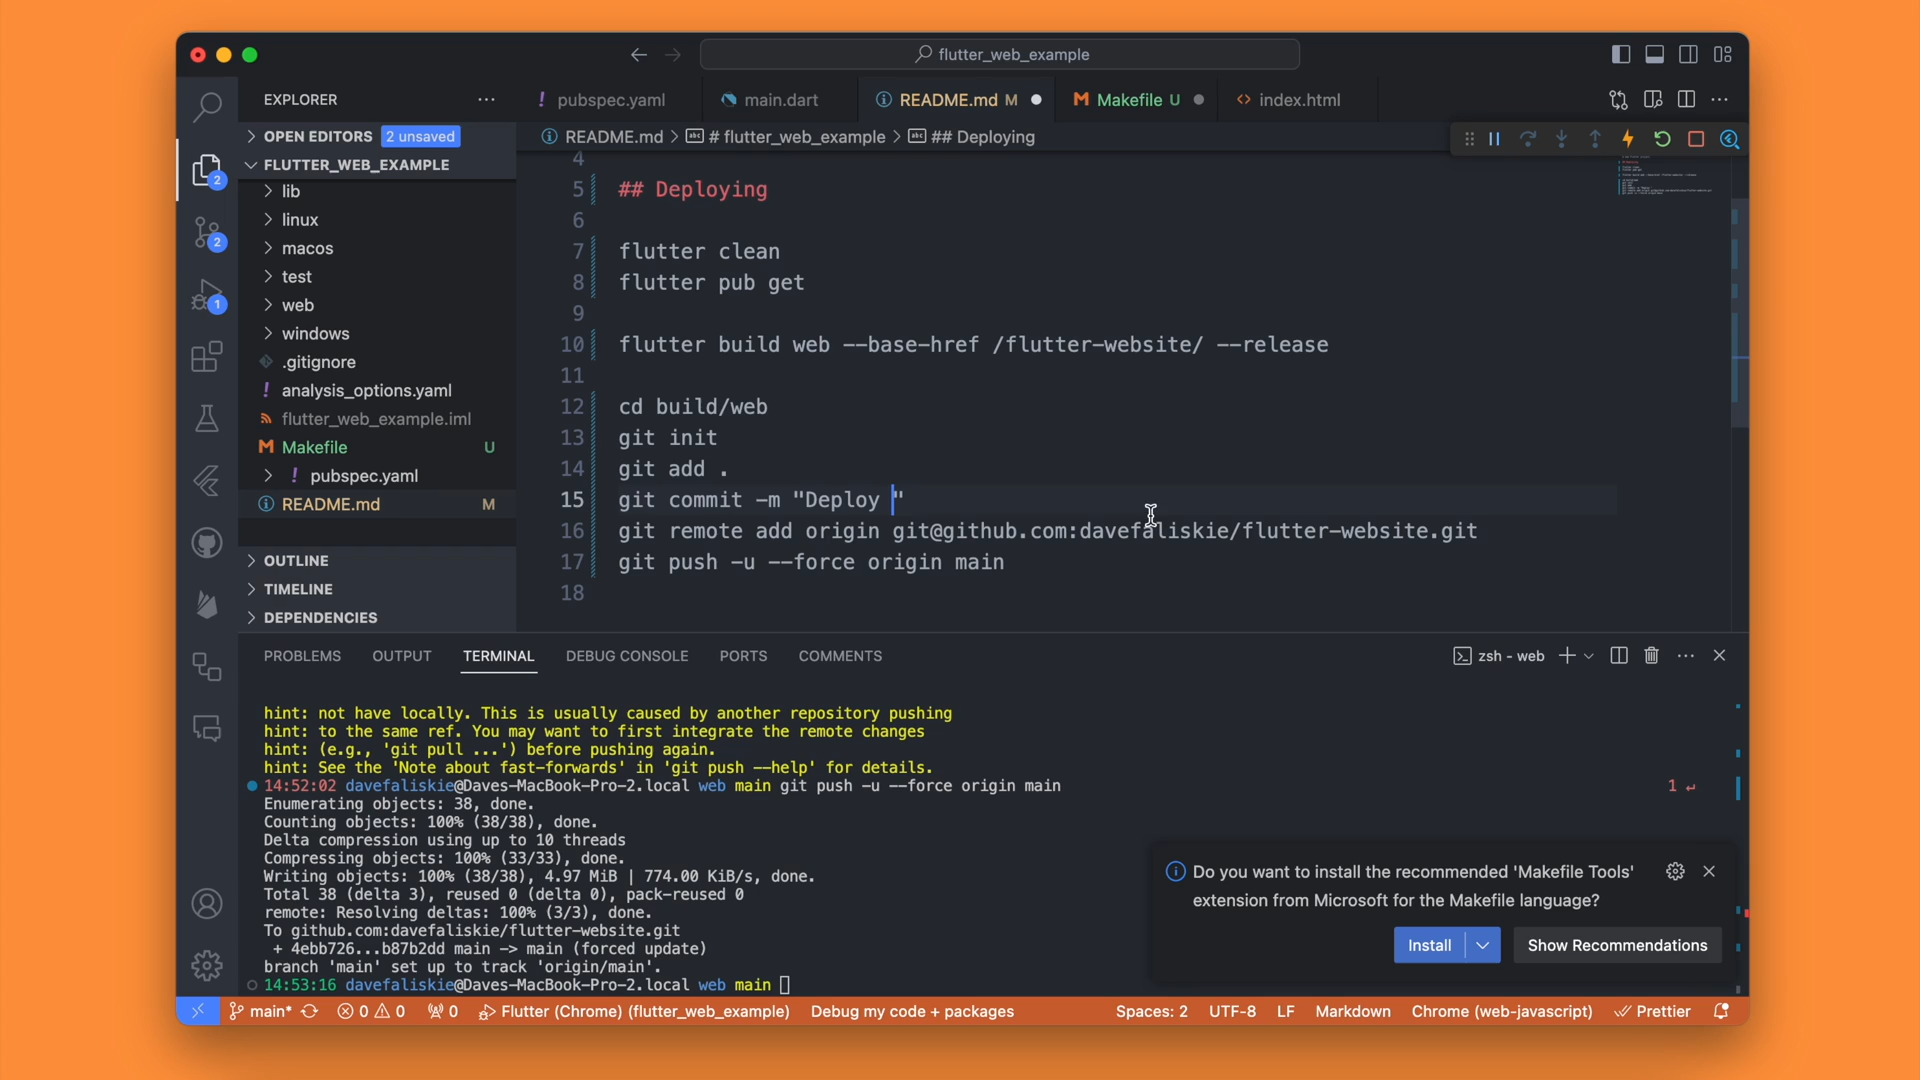 flutter_web_example
EXPLORER
pubspec.yaml
main.dart
README.md M
Makefile U
index.html
OPEN EDITORS 2 unsaved
README.md > # flutter_web_example > ## Deploying
FLUTTER_WEB_EXAMPLE
lib
linux
macos
test
web
windows
.gitignore
analysis_options.yaml
flutter_web_example.iml
Makefile U
pubspec.yaml
README.md M
OUTLINE
TIMELINE
DEPENDENCIES
2
2
1
4
5 ## Deploying
6
7 flutter clean
8 flutter pub get
9
10 flutter build web --base-href /flutter-website/ --release
11
12 cd build/web
13 git init
14 git add .
15 git commit -m "Deploy "
16 git remote add origin git@github.com:davefaliskie/flutter-website.git
17 git push -u --force origin main
18
PROBLEMS OUTPUT TERMINAL DEBUG CONSOLE PORTS COMMENTS
zsh - web
hint: not have locally. This is usually caused by another repository pushing
hint: to the same ref. You may want to first integrate the remote changes
hint: (e.g., 'git pull ...') before pushing again.
hint: See the 'Note about fast-forwards' in 'git push --help' for details.
14:52:02 davefaliskie@Daves-MacBook-Pro-2.local web main git push -u --force origin main 1 ↵
Enumerating objects: 38, done.
Counting objects: 100% (38/38), done.
Delta compression using up to 10 threads
Compressing objects: 100% (33/33), done.
Writing objects: 100% (38/38), 4.97 MiB | 774.00 KiB/s, done.
Total 38 (delta 3), reused 0 (delta 0), pack-reused 0
remote: Resolving deltas: 100% (3/3), done.
To github.com:davefaliskie/flutter-website.git
+ 4ebb726...b87b2dd main -> main (forced update)
branch 'main' set up to track 'origin/main'.
14:53:16 davefaliskie@Daves-MacBook-Pro-2.local web main
Do you want to install the recommended 'Makefile Tools'
extension from Microsoft for the Makefile language?
Install
Show Recommendations
main* 0 0 0 Flutter (Chrome) (flutter_web_example) Debug my code + packages Spaces: 2 UTF-8 LF Markdown Chrome (web-javascript) Prettier